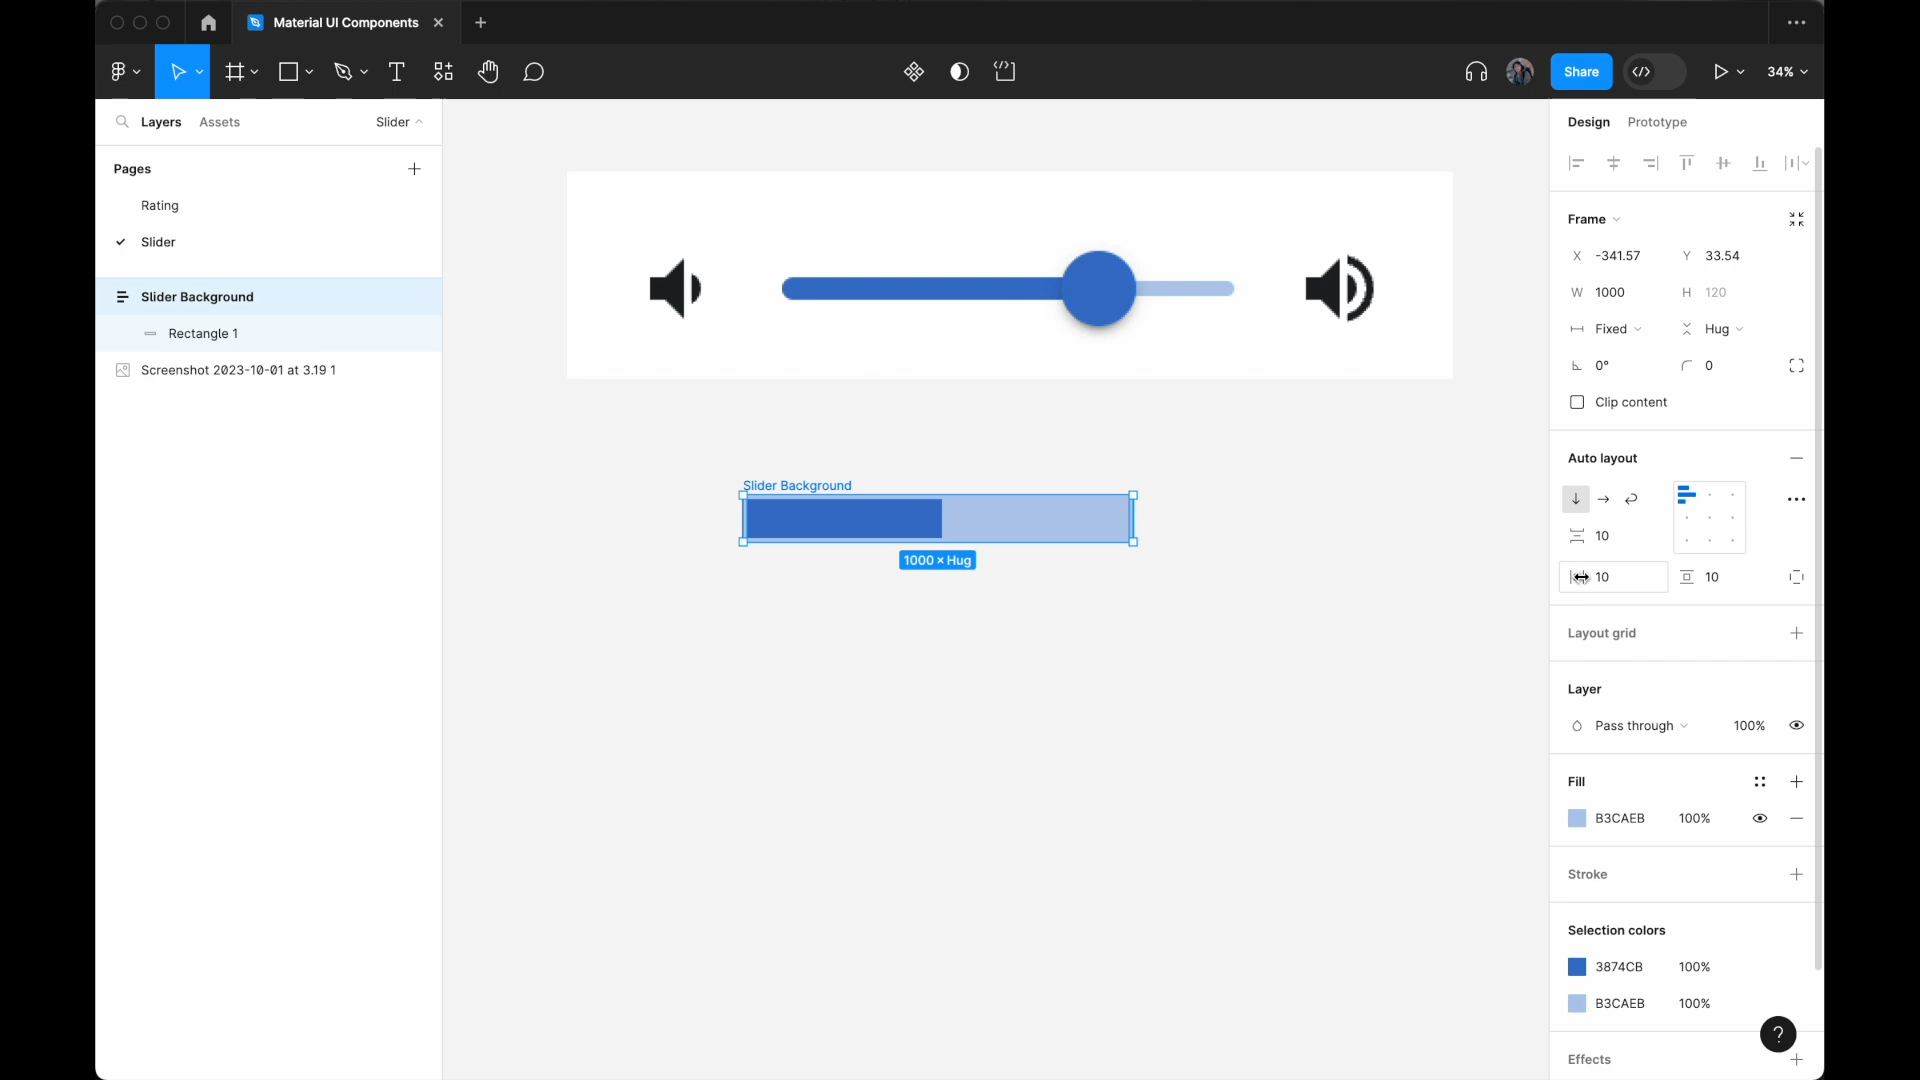 Material UI Components
Share
34%
Layers
Assets
Slider
Pages
Rating
Slider
Slider Background
Rectangle 1
Screenshot 2023-10-01 at 3.19 1
Slider Background
1000 × Hug
Design
Prototype
Frame
X -341.57
Y 33.54
W 1000
H 120
Fixed
Hug
0°
0
Clip content
Auto layout
10
10
10
Layout grid
Layer
Pass through
100%
Fill
B3CAEB
100%
Stroke
Selection colors
3874CB
100%
B3CAEB
100%
?
Effects